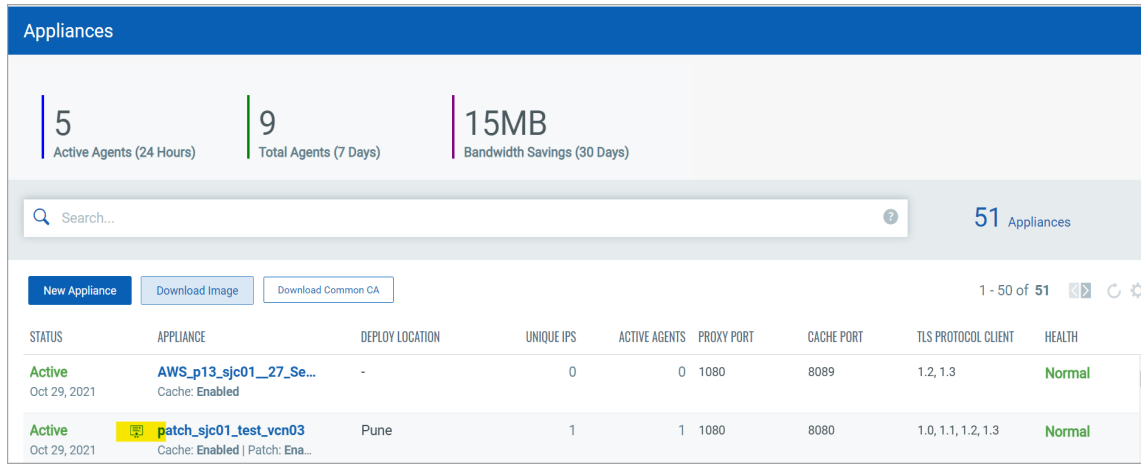 Appliances
5
Active Agents (24 Hours)
9
Total Agents (7 Days)
15MB
Bandwidth Savings (30 Days)
Search... ?
51 Appliances
New Appliance Download Image Download Common CA 1 - 50 of 51
STATUS APPLIANCE DEPLOY LOCATION UNIQUE IPS ACTIVE AGENTS PROXY PORT CACHE PORT TLS PROTOCOL CLIENT HEALTH
Active AWS_p13_sjc01__27_Se... - 0 0 1080 8089 1.2, 1.3 Normal
Oct 29, 2021 Cache: Enabled
Active patch_sjc01_test_vcn03 Pune 1 1 1080 8080 1.0, 1.1, 1.2, 1.3 Normal
Oct 29, 2021 Cache: Enabled | Patch: Ena...